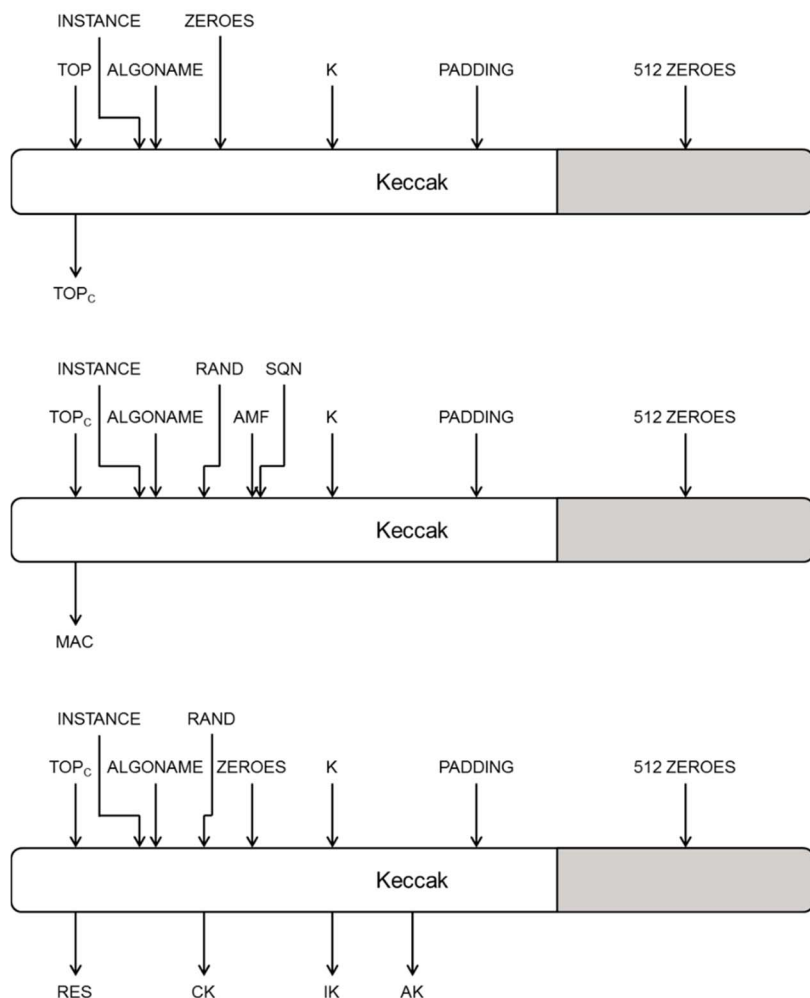 INSTANCE ZEROES
TOP ALGONAME K PADDING 512 ZEROES
Keccak
TOPC
INSTANCE RAND SQN
TOPC ALGONAME AMF K PADDING 512 ZEROES
Keccak
MAC
INSTANCE RAND
TOPC ALGONAME ZEROES K PADDING 512 ZEROES
Keccak
RES CK IK AK